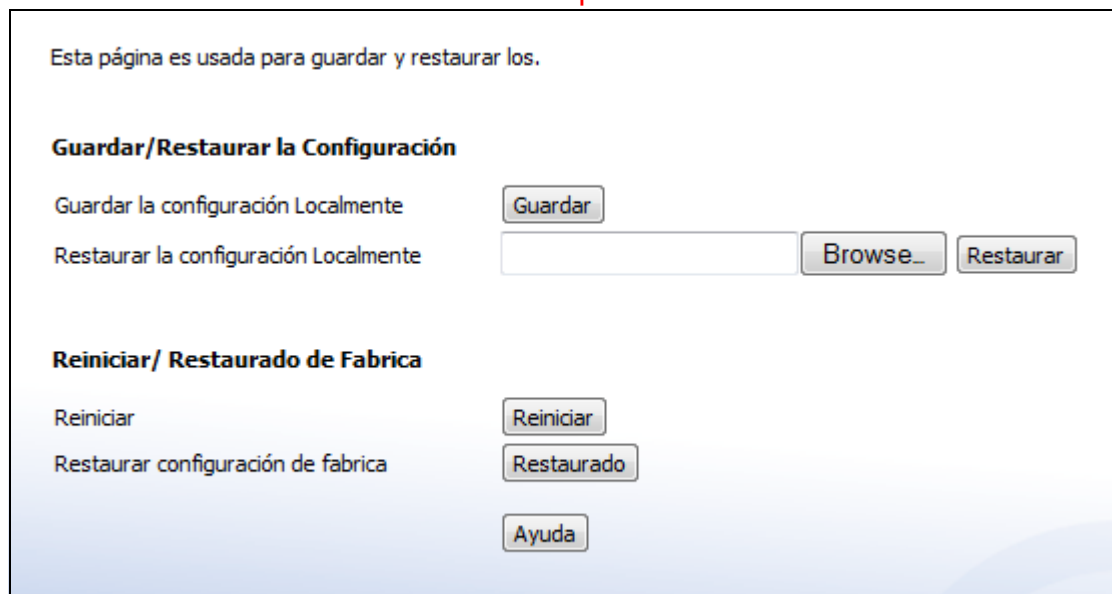 Esta página es usada para guardar y restaurar los.
Guardar/Restaurar la Configuración
Guardar la configuración Localmente Guardar
Restaurar la configuración Localmente Browse... Restaurar
Reiniciar/ Restaurado de Fabrica
Reiniciar Reiniciar
Restaurar configuración de fabrica Restaurado
Ayuda